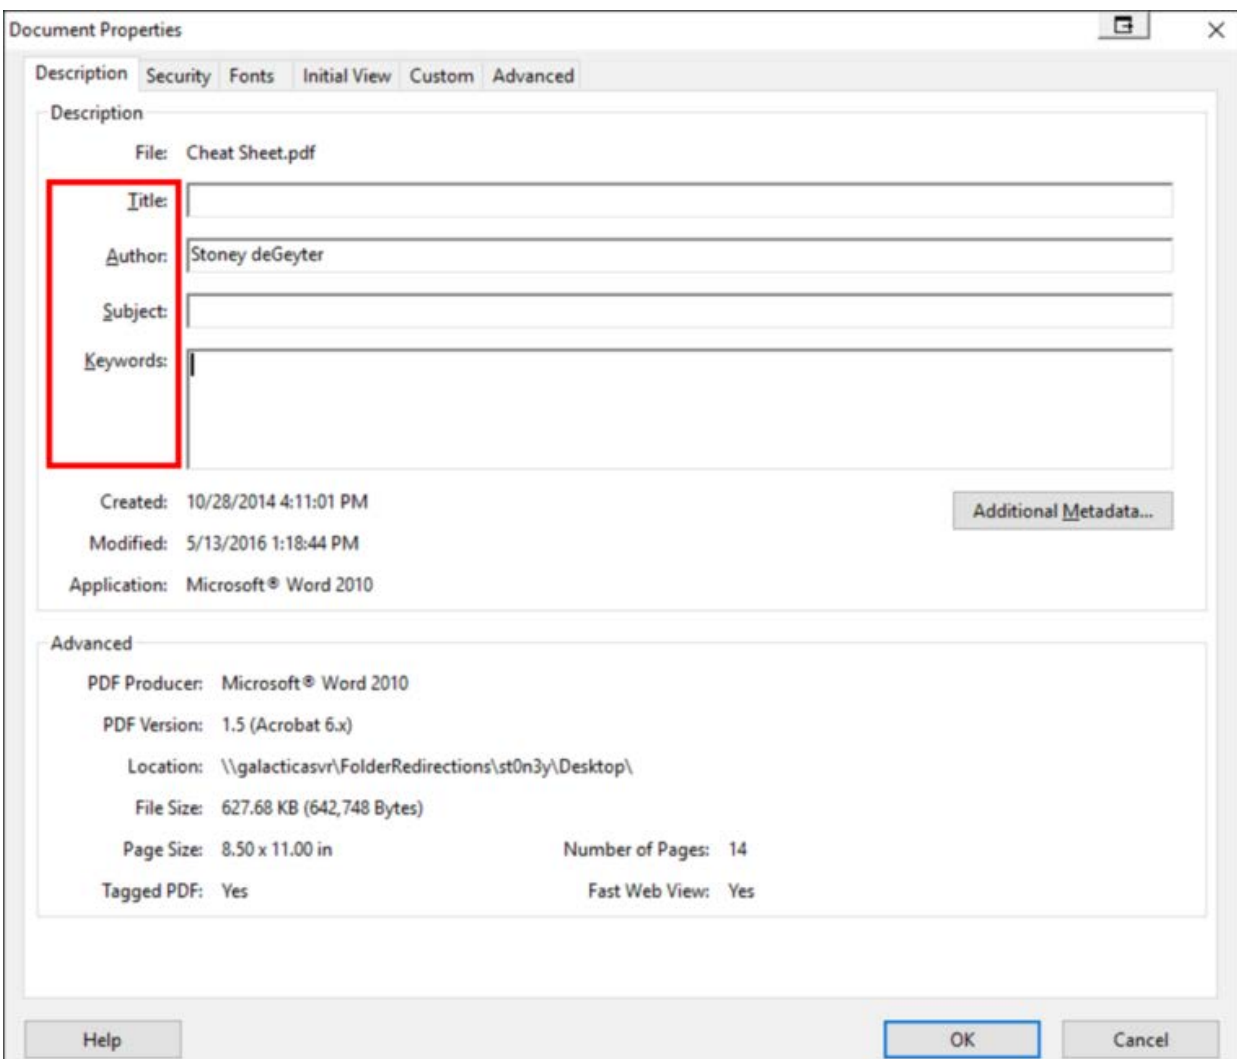 Document Properties
Description Security Fonts Initial View Custom Advanced
Description
File: Cheat Sheet.pdf
Title:
Author: Stoney deGeyter
Subject:
Keywords:
Created: 10/28/2014 4:11:01 PM
Additional Metadata...
Modified: 5/13/2016 1:18:44 PM
Application: Microsoft® Word 2010
Advanced
PDF Producer: Microsoft® Word 2010
PDF Version: 1.5 (Acrobat 6.x)
Location: \\galacticasvr\FolderRedirections\st0n3y\Desktop\
File Size: 627.68 KB (642,748 Bytes)
Page Size: 8.50 x 11.00 in Number of Pages: 14
Tagged PDF: Yes Fast Web View: Yes
Help OK Cancel